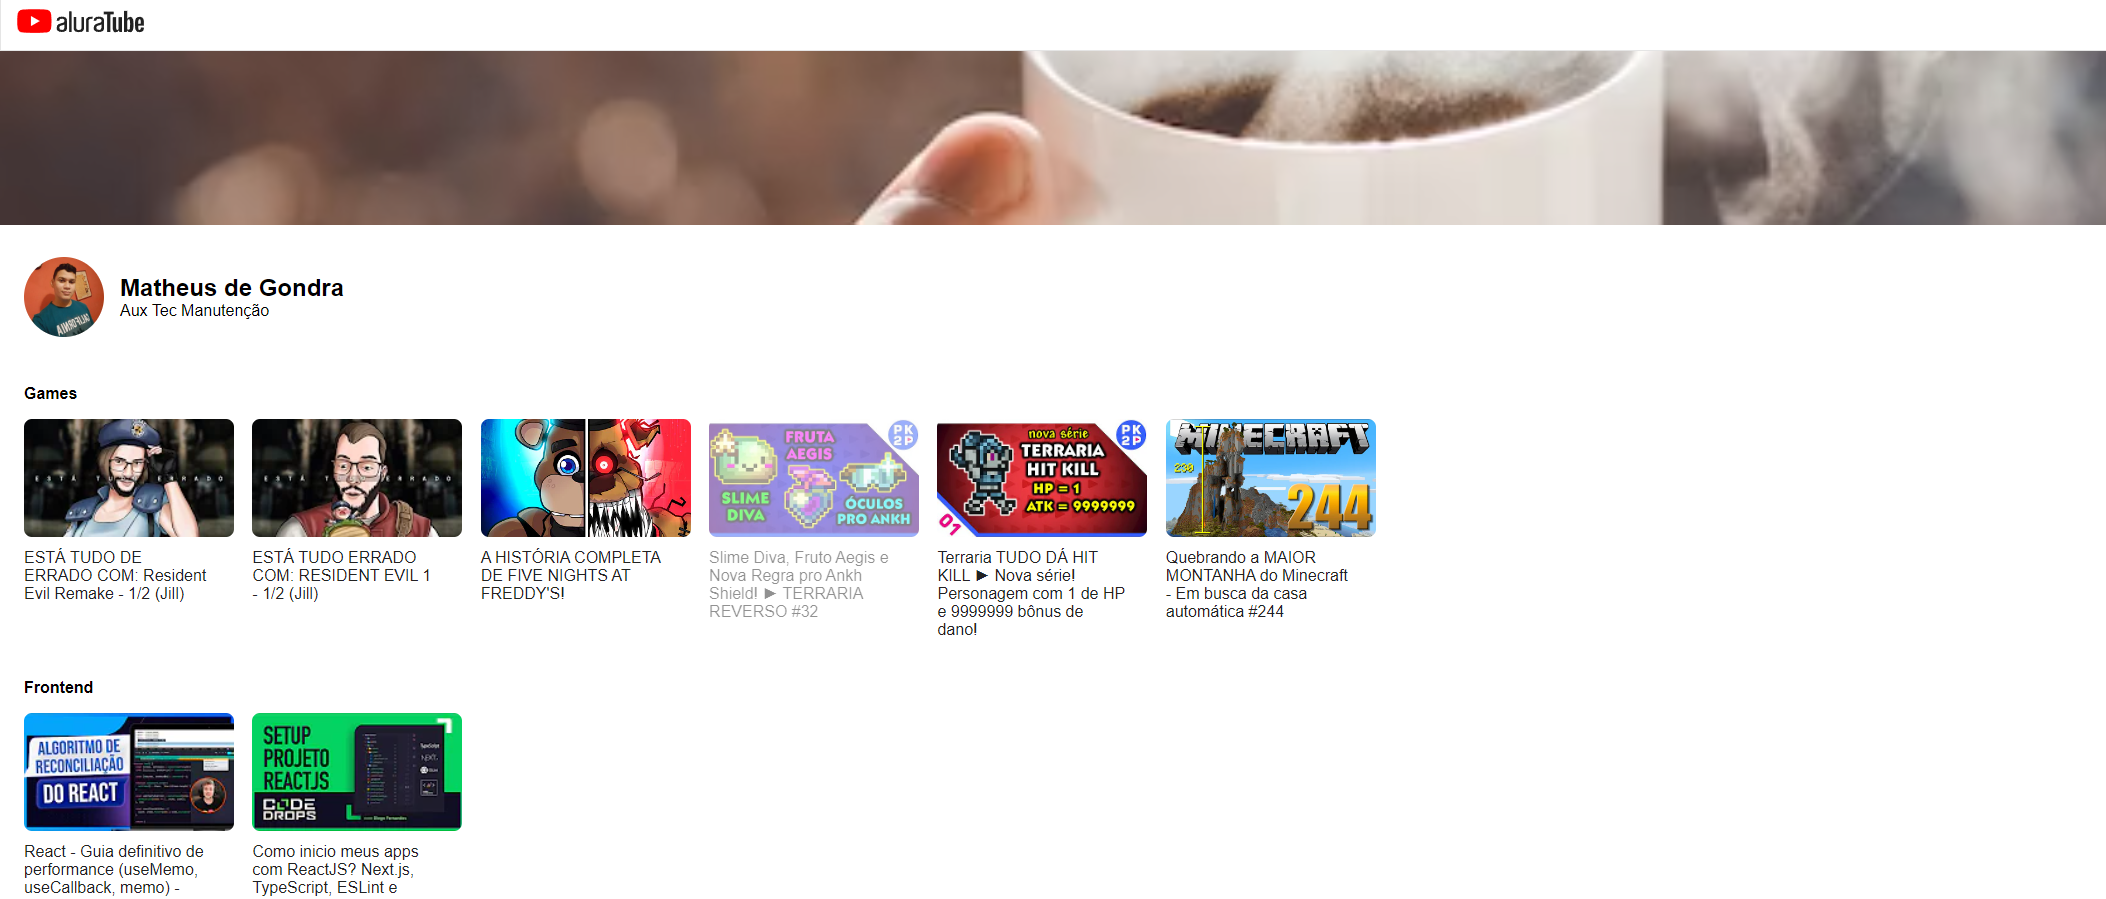 aluraTube
Matheus de Gondra
Aux Tec Manutenção
Games
ESTÁ TUDO ERRADO
ESTÁ TUDO ERRADO
PK
2P
FRUTA
AEGIS
SLIME
DIVA
ÓCULOS
PRO ANKH
PK
2P
nova série
TERRARIA
HIT KILL
HP = 1
ATK = 9999999
01
MINECRAFT
230
244
ESTÁ TUDO DE
ERRADO COM: Resident
Evil Remake - 1/2 (Jill)
ESTÁ TUDO ERRADO
COM: RESIDENT EVIL 1
- 1/2 (Jill)
A HISTÓRIA COMPLETA
DE FIVE NIGHTS AT
FREDDY'S!
Slime Diva, Fruto Aegis e
Nova Regra pro Ankh
Shield! ► TERRARIA
REVERSO #32
Terraria TUDO DÁ HIT
KILL ► Nova série!
Personagem com 1 de HP
e 9999999 bônus de
dano!
Quebrando a MAIOR
MONTANHA do Minecraft
- Em busca da casa
automática #244
Frontend
ALGORITMO DE
RECONCILIAÇÃO
DO REACT
SETUP
PROJETO
REACTJS
CODE
DROPS
TypeScript
NEXT
com Diego Fernandes
React - Guia definitivo de
performance (useMemo,
useCallback, memo) -
Como inicio meus apps
com ReactJS? Next.js,
TypeScript, ESLint e